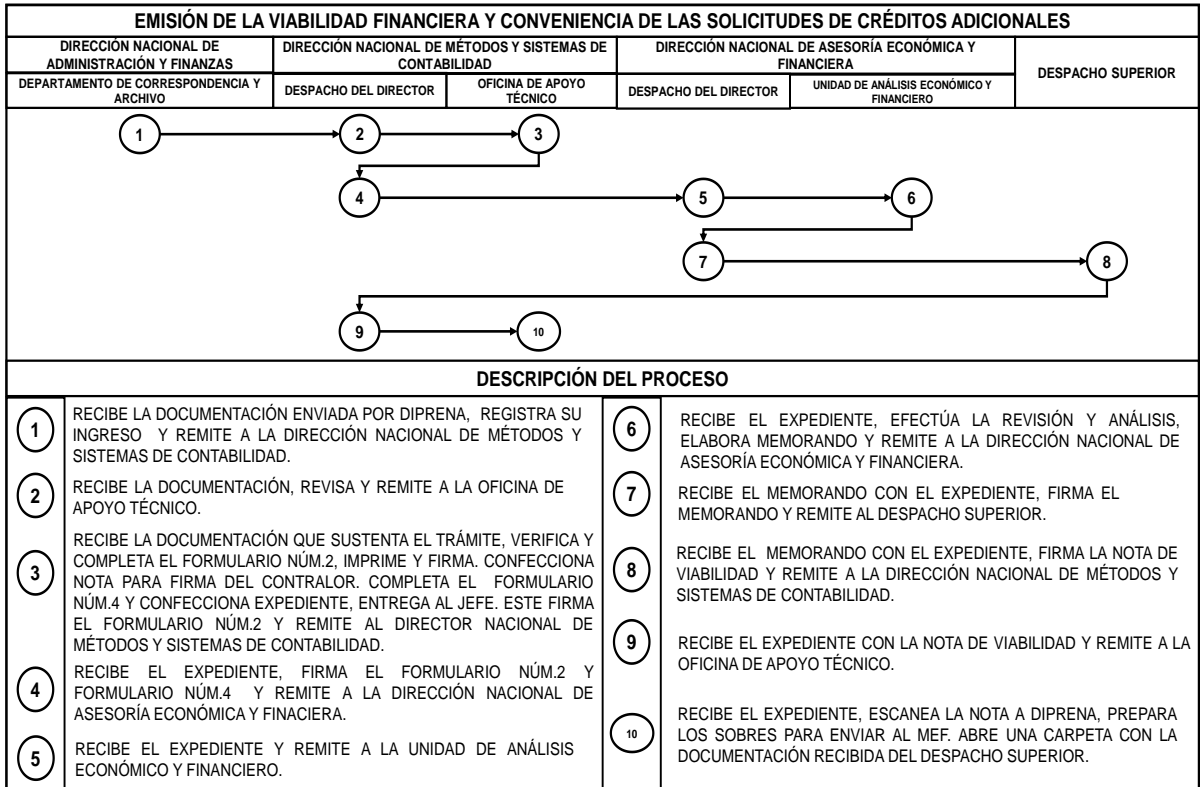 EMISIÓN DE LA VIABILIDAD FINANCIERA Y CONVENIENCIA DE LAS SOLICITUDES DE CRÉDITOS ADICIONALES
DIRECCIÓN NACIONAL DE
ADMINISTRACIÓN Y FINANZAS
DIRECCIÓN NACIONAL DE MÉTODOS Y SISTEMAS DE
CONTABILIDAD
DIRECCIÓN NACIONAL DE ASESORÍA ECONÓMICA Y
FINANCIERA
DESPACHO SUPERIOR
DEPARTAMENTO DE CORRESPONDENCIA Y
ARCHIVO
DESPACHO DEL DIRECTOR
OFICINA DE APOYO
TÉCNICO
DESPACHO DEL DIRECTOR
UNIDAD DE ANÁLISIS ECONÓMICO Y
FINANCIERO
1
2
3
4
5
6
7
8
9
10
DESCRIPCIÓN DEL PROCESO
1
RECIBE LA DOCUMENTACIÓN ENVIADA POR DIPRENA, REGISTRA SU
INGRESO Y REMITE A LA DIRECCIÓN NACIONAL DE MÉTODOS Y
SISTEMAS DE CONTABILIDAD.
2
RECIBE LA DOCUMENTACIÓN, REVISA Y REMITE A LA OFICINA DE
APOYO TÉCNICO.
3
RECIBE LA DOCUMENTACIÓN QUE SUSTENTA EL TRÁMITE, VERIFICA Y
COMPLETA EL FORMULARIO NÚM.2, IMPRIME Y FIRMA. CONFECCIONA
NOTA PARA FIRMA DEL CONTRALOR. COMPLETA EL FORMULARIO
NÚM.4 Y CONFECCIONA EXPEDIENTE, ENTREGA AL JEFE. ESTE FIRMA
EL FORMULARIO NÚM.2 Y REMITE AL DIRECTOR NACIONAL DE
MÉTODOS Y SISTEMAS DE CONTABILIDAD.
4
RECIBE EL EXPEDIENTE, FIRMA EL FORMULARIO NÚM.2 Y
FORMULARIO NÚM.4 Y REMITE A LA DIRECCIÓN NACIONAL DE
ASESORÍA ECONÓMICA Y FINACIERA.
5
RECIBE EL EXPEDIENTE Y REMITE A LA UNIDAD DE ANÁLISIS
ECONÓMICO Y FINANCIERO.
6
RECIBE EL EXPEDIENTE, EFECTÚA LA REVISIÓN Y ANÁLISIS,
ELABORA MEMORANDO Y REMITE A LA DIRECCIÓN NACIONAL DE
ASESORÍA ECONÓMICA Y FINANCIERA.
7
RECIBE EL MEMORANDO CON EL EXPEDIENTE, FIRMA EL
MEMORANDO Y REMITE AL DESPACHO SUPERIOR.
8
RECIBE EL MEMORANDO CON EL EXPEDIENTE, FIRMA LA NOTA DE
VIABILIDAD Y REMITE A LA DIRECCIÓN NACIONAL DE MÉTODOS Y
SISTEMAS DE CONTABILIDAD.
9
RECIBE EL EXPEDIENTE CON LA NOTA DE VIABILIDAD Y REMITE A LA
OFICINA DE APOYO TÉCNICO.
10
RECIBE EL EXPEDIENTE, ESCANEA LA NOTA A DIPRENA, PREPARA
LOS SOBRES PARA ENVIAR AL MEF. ABRE UNA CARPETA CON LA
DOCUMENTACIÓN RECIBIDA DEL DESPACHO SUPERIOR.